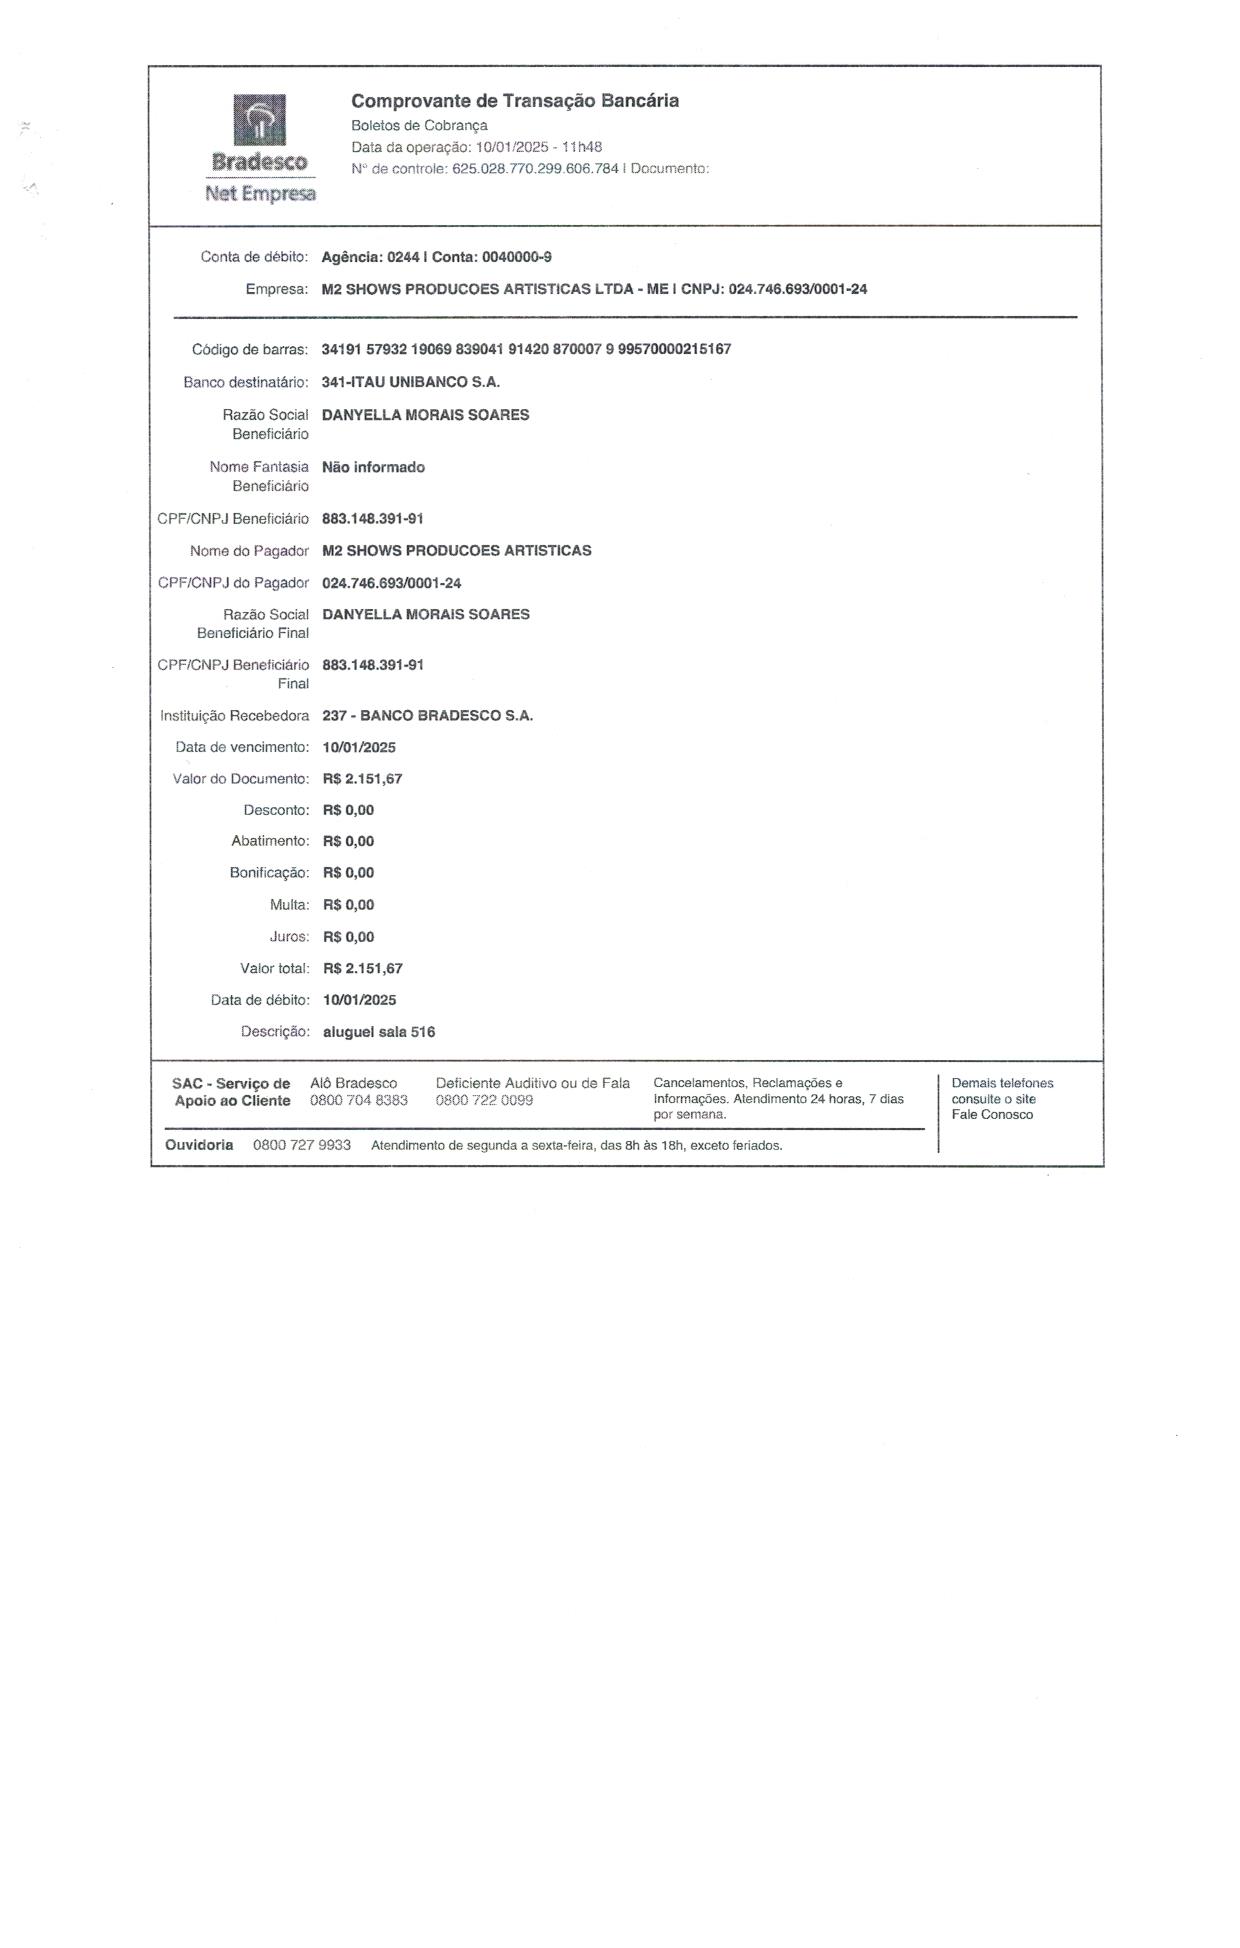 Bradesco
Net Empresa
Comprovante de Transação Bancária
Boletos de Cobrança
Data da operação: 10/01/2025 - 11h48
N° de controle: 625.028.770.299.606.784 | Documento:
Conta de débito: Agência: 0244 | Conta: 0040000-9
Empresa: M2 SHOWS PRODUCOES ARTISTICAS LTDA - ME | CNPJ: 024.746.693/0001-24
Código de barras: 34191 57932 19069 839041 91420 870007 9 99570000215167
Banco destinatário: 341-ITAU UNIBANCO S.A.
Razão Social DANYELLA MORAIS SOARES
Beneficiário
Nome Fantasia Não informado
Beneficiário
CPF/CNPJ Beneficiário 883.148.391-91
Nome do Pagador M2 SHOWS PRODUCOES ARTISTICAS
CPF/CNPJ do Pagador 024.746.693/0001-24
Razão Social DANYELLA MORAIS SOARES
Beneficiário Final
CPF/CNPJ Beneficiário 883.148.391-91
Final
Instituição Recebedora 237 - BANCO BRADESCO S.A.
Data de vencimento: 10/01/2025
Valor do Documento: R$ 2.151,67
Desconto: R$ 0,00
Abatimento: R$ 0,00
Bonificação: R$ 0,00
Multa: R$ 0,00
Juros: R$ 0,00
Valor total: R$ 2.151,67
Data de débito: 10/01/2025
Descrição: aluguel sala 516
SAC - Serviço de Apoio ao Cliente
Alô Bradesco
0800 704 8383
Deficiente Auditivo ou de Fala
0800 722 0099
Cancelamentos, Reclamações e
Informações. Atendimento 24 horas, 7 dias
por semana.
Demais telefones
consulte o site
Fale Conosco
Ouvidoria 0800 727 9933 Atendimento de segunda a sexta-feira, das 8h às 18h, exceto feriados.